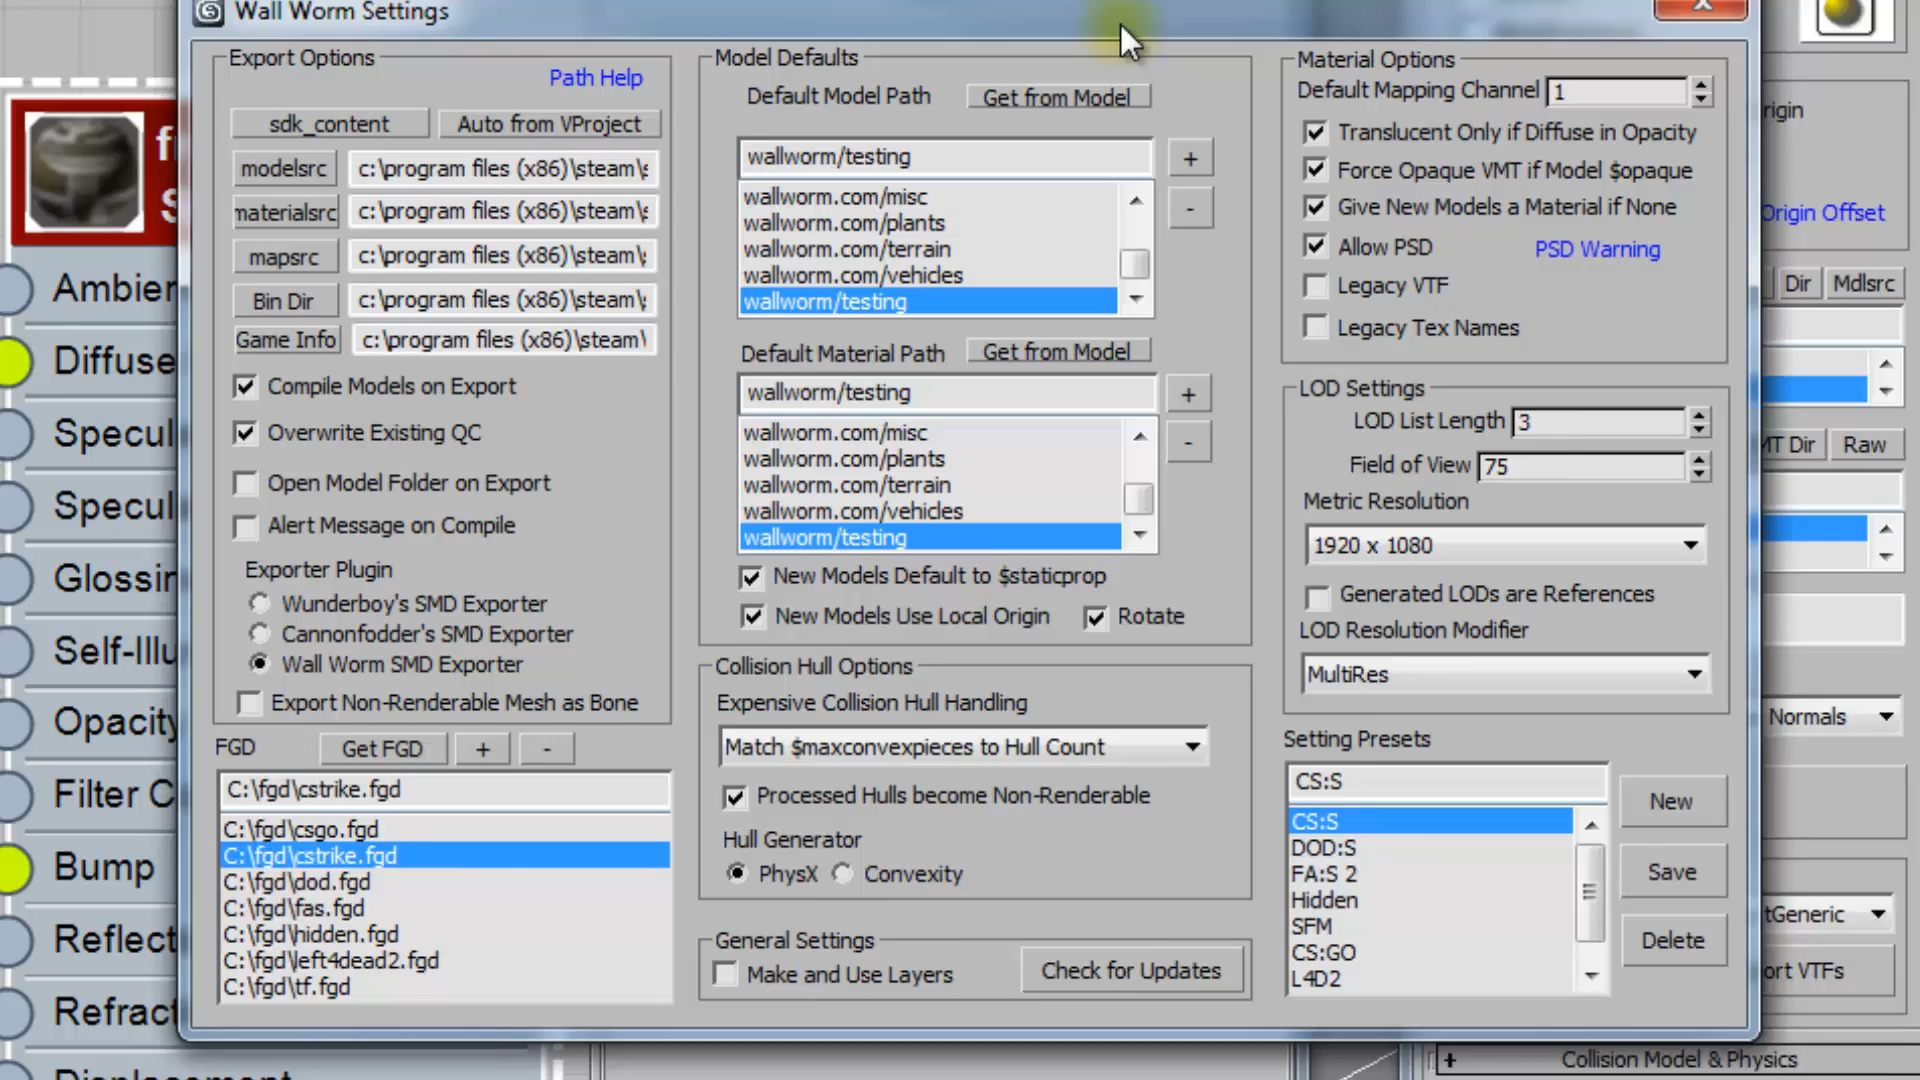 Wall Worm Settings
Export Options
Path Help
sdk_content
Auto from VProject
modelsrc
c:\program files (x86)\steam\
materialsrc
c:\program files (x86)\steam\
mapsrc
c:\program files (x86)\steam\
Bin Dir
c:\program files (x86)\steam\
Game Info
c:\program files (x86)\steam\
Compile Models on Export
Overwrite Existing QC
Open Model Folder on Export
Alert Message on Compile
Exporter Plugin
Wunderboy's SMD Exporter
Cannonfodder's SMD Exporter
Wall Worm SMD Exporter
Export Non-Renderable Mesh as Bone
FGD
Get FGD
+
-
C:\fgd\cstrike.fgd
C:\fgd\csgo.fgd
C:\fgd\cstrike.fgd
C:\fgd\dod.fgd
C:\fgd\fas.fgd
C:\fgd\hidden.fgd
C:\fgd\left4dead2.fgd
C:\fgd\tf.fgd
Model Defaults
Default Model Path
Get from Model
wallworm/testing
+
-
wallworm.com/misc
wallworm.com/plants
wallworm.com/terrain
wallworm.com/vehicles
wallworm/testing
Default Material Path
Get from Model
wallworm/testing
+
-
wallworm.com/misc
wallworm.com/plants
wallworm.com/terrain
wallworm.com/vehicles
wallworm/testing
New Models Default to $staticprop
New Models Use Local Origin
Rotate
Collision Hull Options
Expensive Collision Hull Handling
Match $maxconvexpieces to Hull Count
Processed Hulls become Non-Renderable
Hull Generator
PhysX
Convexity
General Settings
Make and Use Layers
Check for Updates
Material Options
Default Mapping Channel
1
Translucent Only if Diffuse in Opacity
Force Opaque VMT if Model $opaque
Give New Models a Material if None
Allow PSD
PSD Warning
Legacy VTF
Legacy Tex Names
LOD Settings
LOD List Length
3
Field of View
75
Metric Resolution
1920 x 1080
Generated LODs are References
LOD Resolution Modifier
MultiRes
Setting Presets
CS:S
CS:S
DOD:S
FA:S 2
Hidden
SFM
CS:GO
L4D2
New
Save
Delete
Ambier
Diffuse
Specul
Specul
Glossin
Self-Illu
Opacity
Filter C
Bump
Reflect
Refract
rigin
Origin Offset
Dir
Mdlsrc
MT Dir
Raw
Normals
tGeneric
ort VTFs
+
Collision Model & Physics